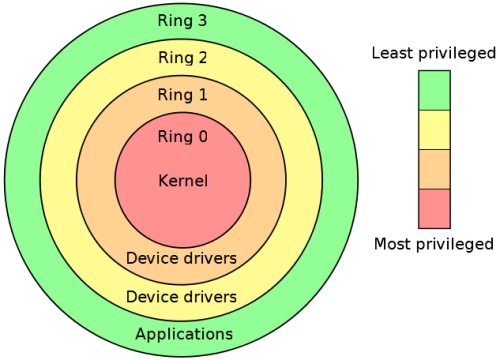 Ring 3
Ring 2
Ring 1
Ring 0
Kernel
Device drivers
Device drivers
Applications
Least privileged
Most privileged